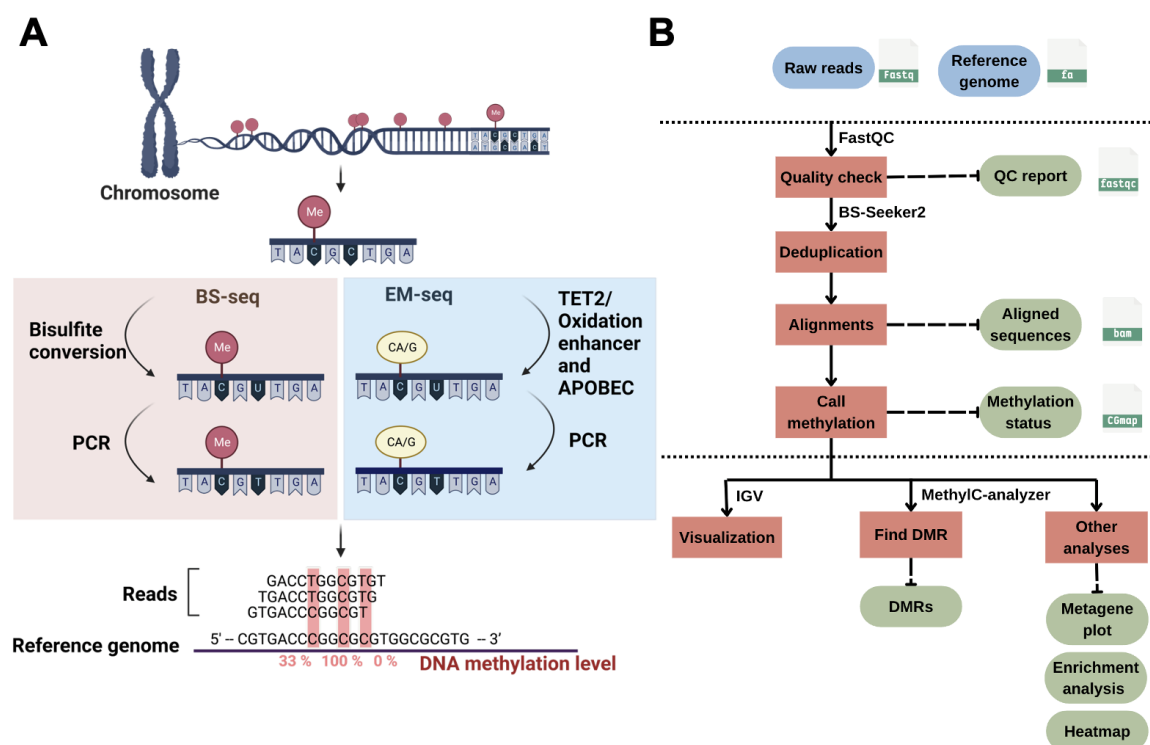 A
Me
T A C G C T G A
A T G C G A C T
Chromosome
Me
T A C G C T G A
BS-seq
Bisulfite
conversion
Me
T A C G U T G A
PCR
Me
T A C G T T G A
EM-seq
TET2/
Oxidation
enhancer
and
APOBEC
CA/G
T A C G U T G A
PCR
CA/G
T A C G T T G A
Reads
GACCTGGCGTGT
TGACCTGGCGTG
GTGACCCGGCGT
Reference genome
5' -- CGTGACCCGGCGCGTGGCGCGTG -- 3'
33 % 100 % 0 %
DNA methylation level
B
Raw reads
Fastq
Reference
genome
fa
FastQC
Quality check
QC report
fastqc
BS-Seeker2
Deduplication
Alignments
Aligned
sequences
bam
Call
methylation
Methylation
status
CGmap
IGV
MethylC-analyzer
Visualization
Find DMR
Other
analyses
DMRs
Metagene
plot
Enrichment
analysis
Heatmap